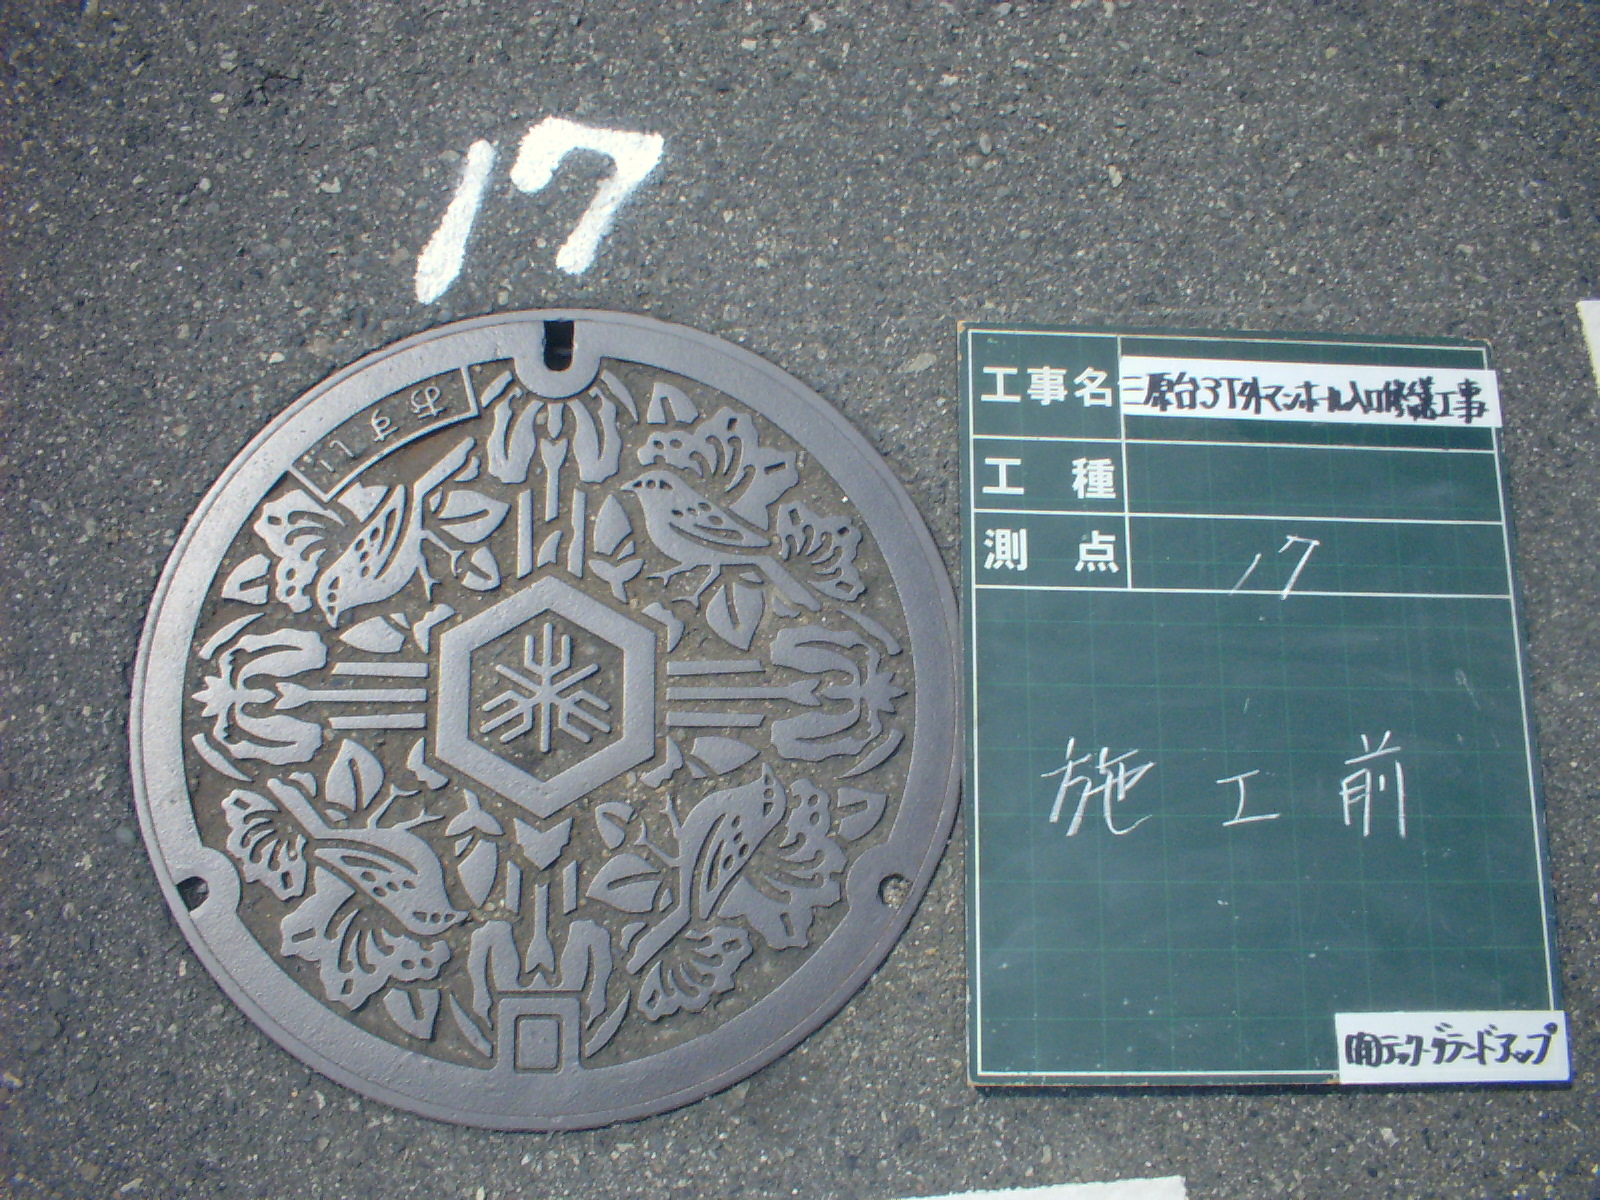 17
おすい
工事名 三原台3丁外マンホール入口修繕工事
工種
測点 17
施工前
(有)テック・グランドアップ